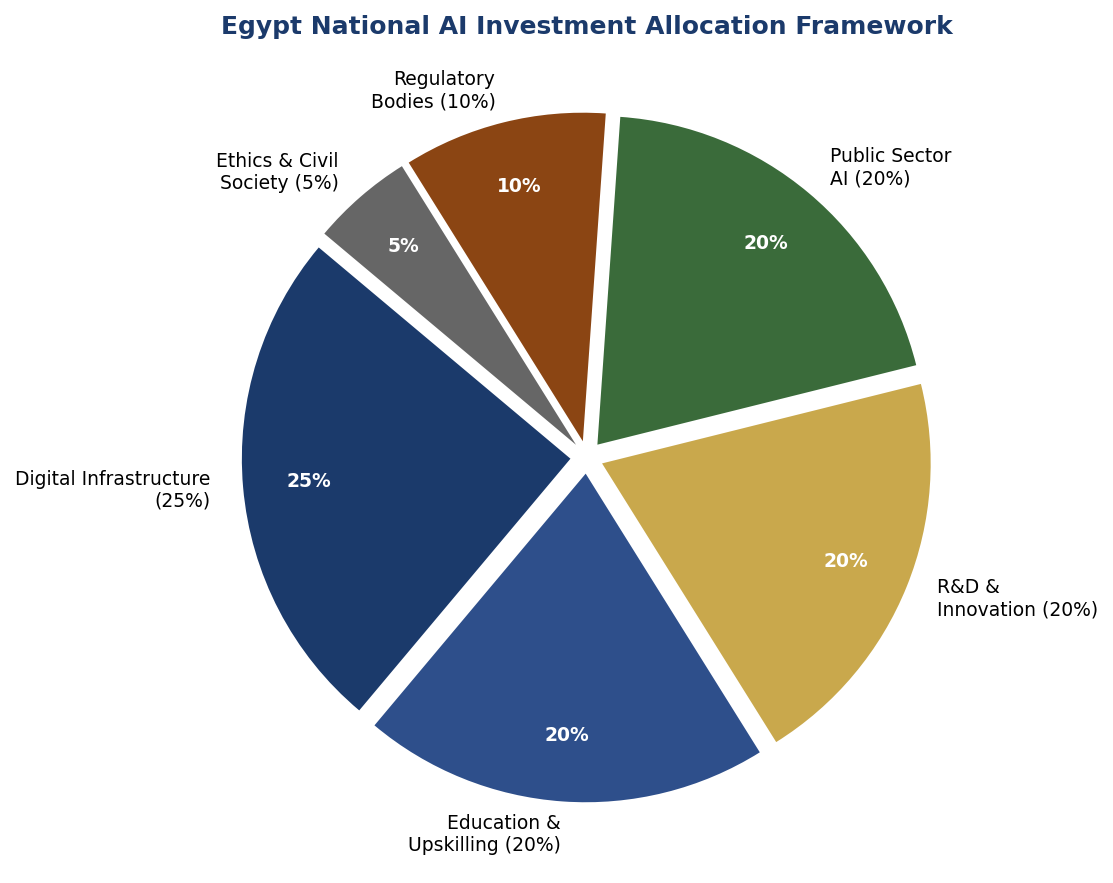 Egypt National AI Investment Allocation Framework
Regulatory
Bodies (10%)
Ethics & Civil
Society (5%)
Public Sector
AI (20%)
10%
20%
5%
Digital Infrastructure
(25%)
25%
20%
R&D &
Innovation (20%)
20%
Education &
Upskilling (20%)